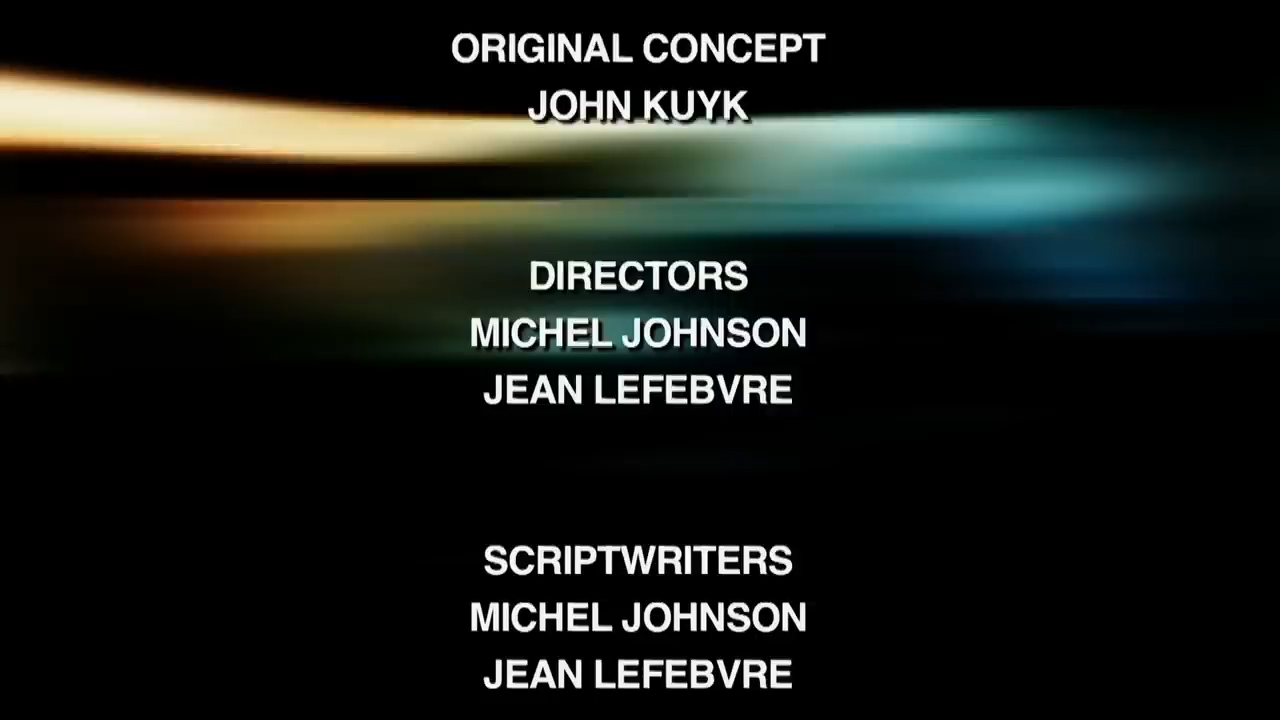 ORIGINAL CONCEPT
JOHN KUYK
DIRECTORS
MICHEL JOHNSON
JEAN LEFEBVRE
SCRIPTWRITERS
MICHEL JOHNSON
JEAN LEFEBVRE